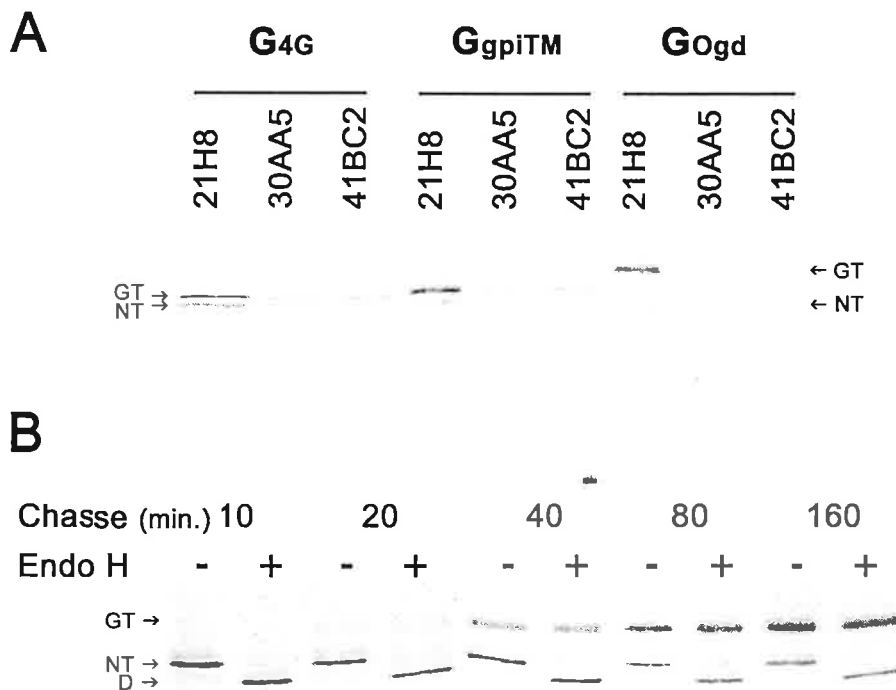 A
G4G GgpiTM GOgd
21H8 30AA5 41BC2 21H8 30AA5 41BC2 21H8 30AA5 41BC2
GT → ← GT
NT → ← NT
B
Chasse (min.) 10 20 40 80 160
Endo H - + - + - + - + - +
GT →
NT →
D →